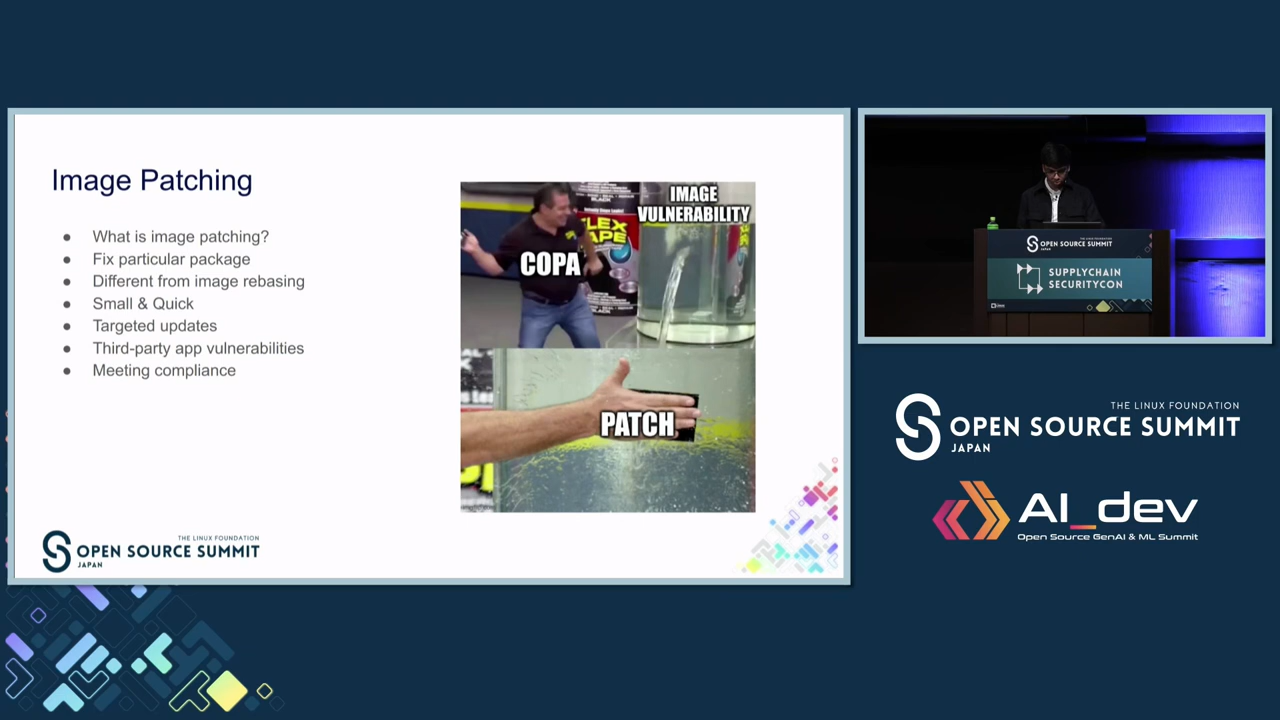 Image Patching
What is image patching?
Fix particular package
Different from image rebasing
Small & Quick
Targeted updates
Third-party app vulnerabilities
Meeting compliance
IMAGE
VULNERABILITY
COPA
PATCH
THE LINUX FOUNDATION
OPEN SOURCE SUMMIT
JAPAN
OPEN SOURCE SUMMIT
JAPAN
SUPPLYCHAIN
SECURITYCON
THE LINUX FOUNDATION
OPEN SOURCE SUMMIT
JAPAN
AI_dev
Open Source GenAI & ML Summit